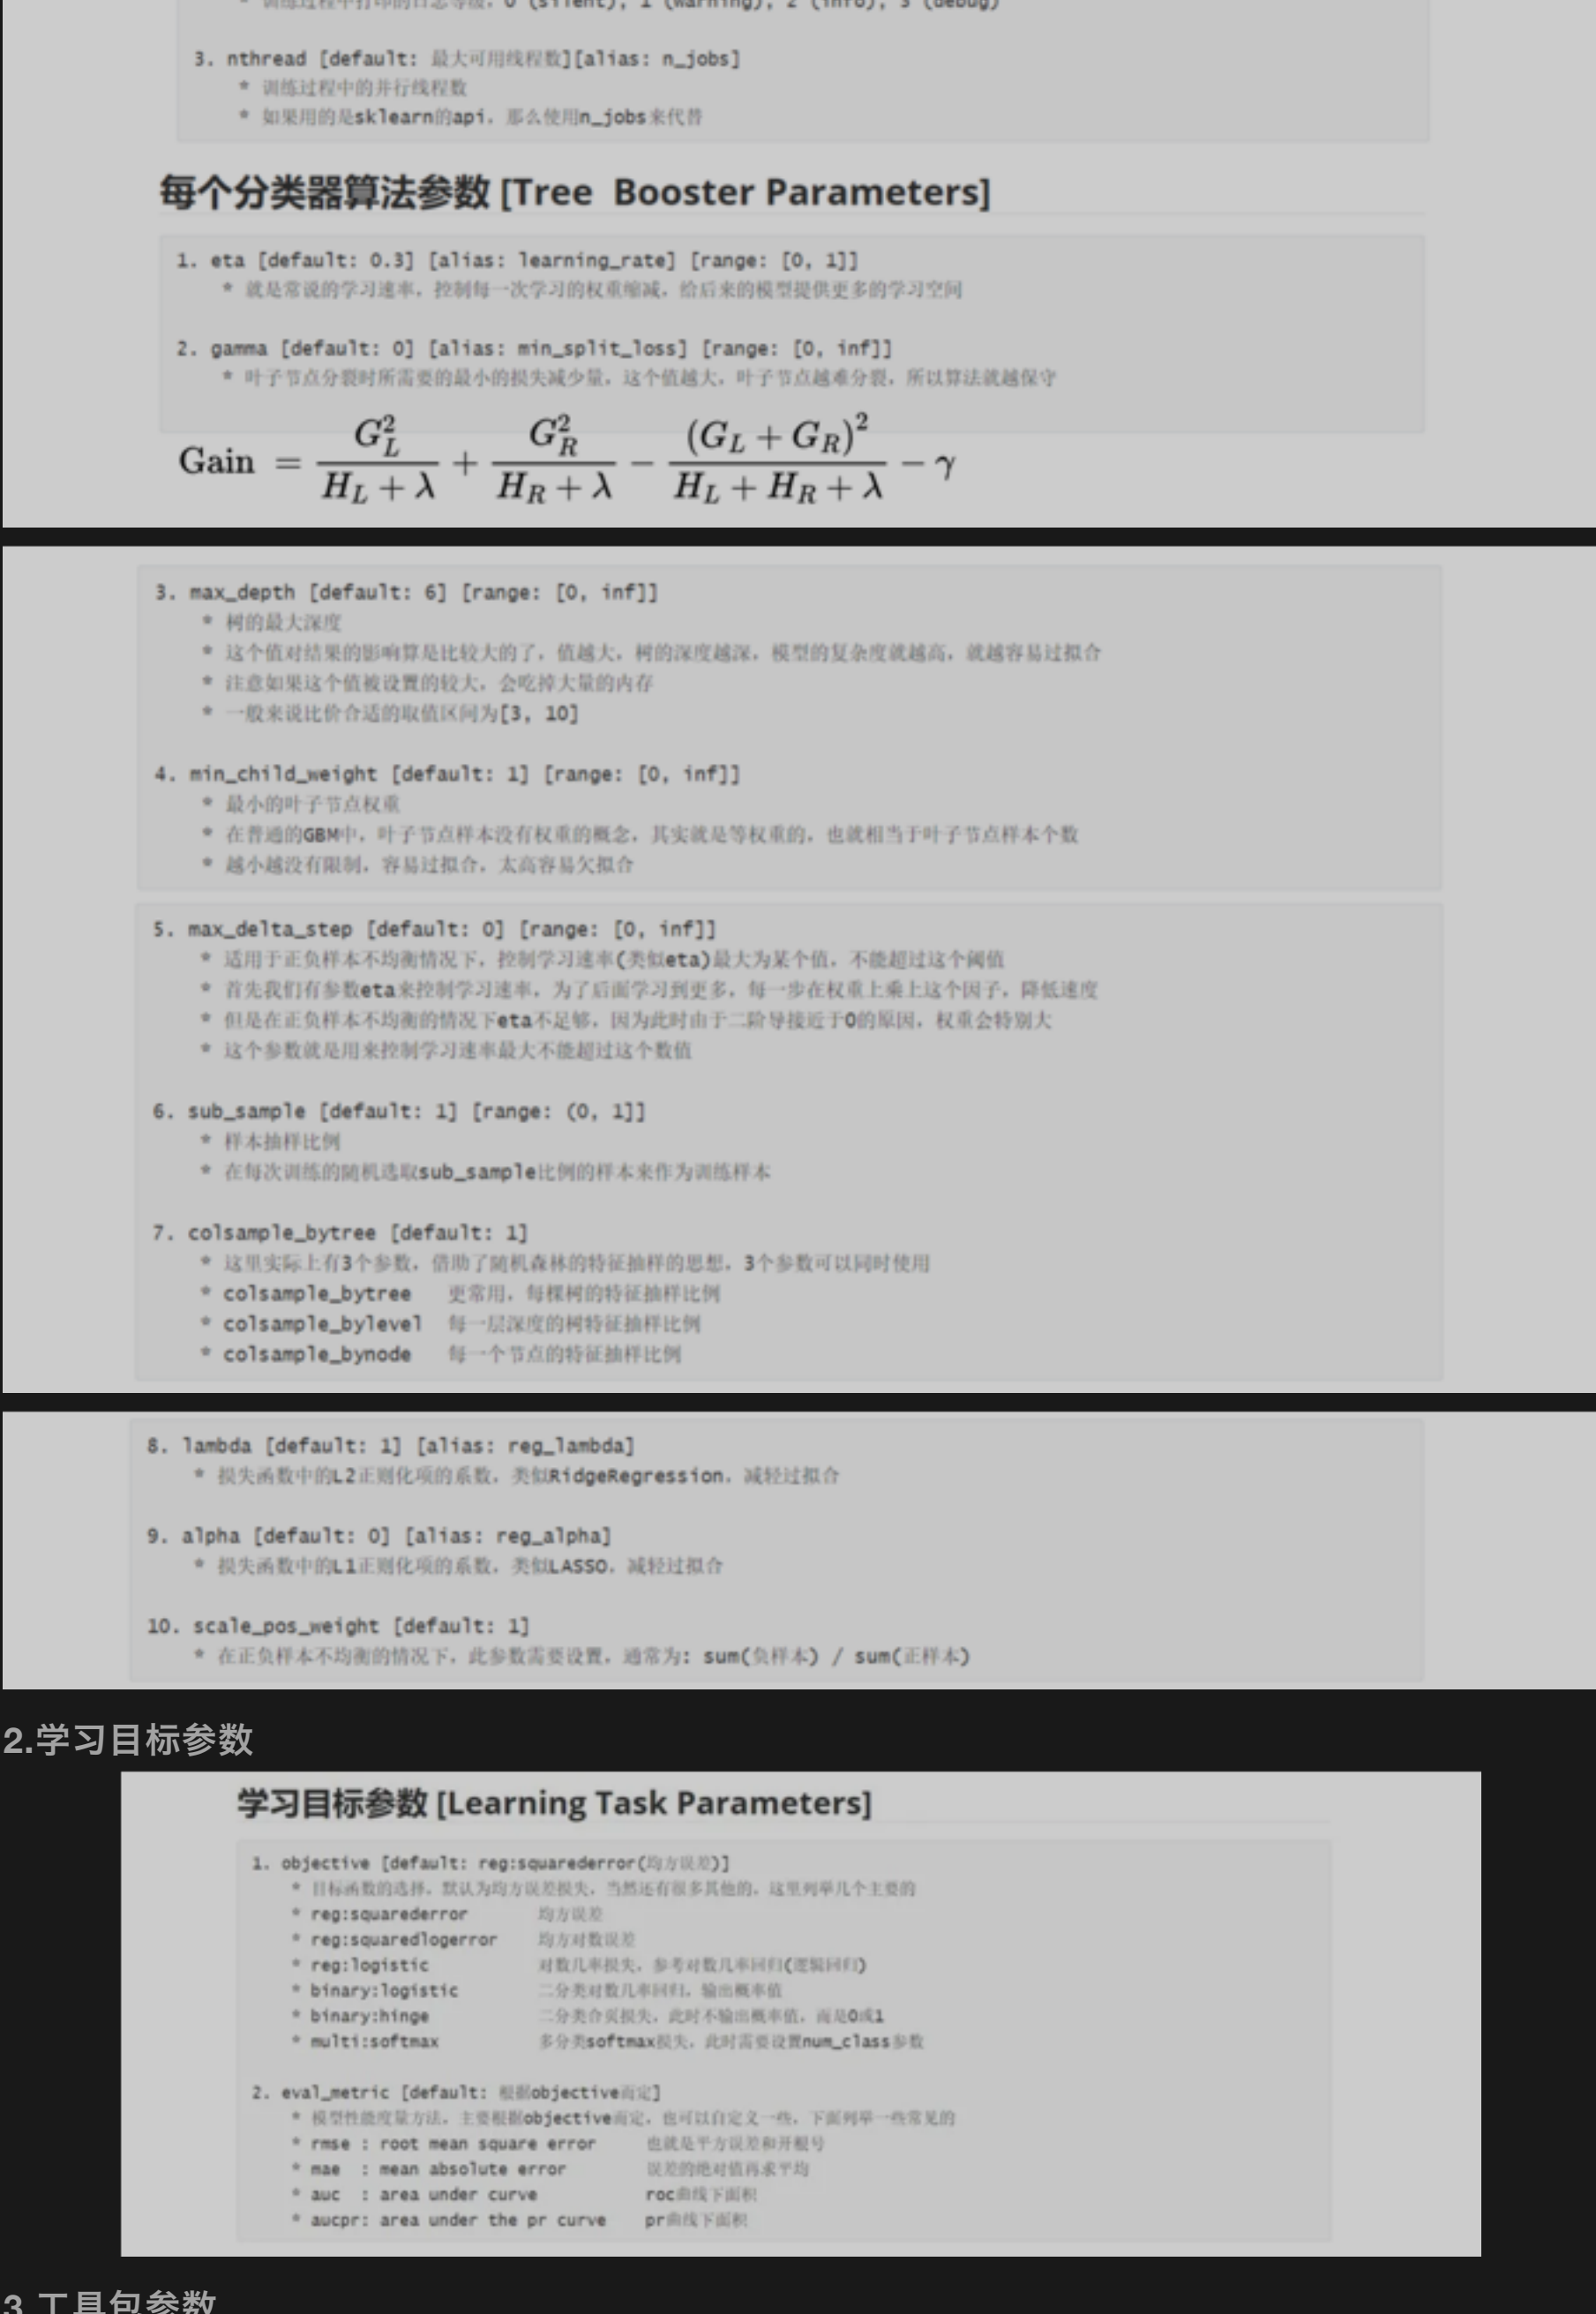 * 训练过程中打印的日志等级，0 (silent), 1 (warning), 2 (info), 3 (debug)
3. nthread [default: 最大可用线程数][alias: n_jobs]
* 训练过程中的并行线程数
* 如果用的是sklearn的api，那么使用n_jobs来代替
每个分类器算法参数 [Tree Booster Parameters]
1. eta [default: 0.3] [alias: learning_rate] [range: [0, 1]]
* 就是常说的学习速率，控制每一次学习的权重缩减，给后来的模型提供更多的学习空间
2. gamma [default: 0] [alias: min_split_loss] [range: [0, inf]]
* 叶子节点分裂时所需要的最小的损失减少量，这个值越大，叶子节点越难分裂，所以算法就越保守
Gain = \frac{G_L^2}{H_L + λ} + \frac{G_R^2}{H_R + λ} − \frac{(G_L + G_R)^2}{H_L + H_R + λ} − γ
3. max_depth [default: 6] [range: [0, inf]]
* 树的最大深度
* 这个值对结果的影响算是比较大的了，值越大，树的深度越深，模型的复杂度就越高，就越容易过拟合
* 注意如果这个值被设置的较大，会吃掉大量的内存
* 一般来说比价合适的取值区间为[3, 10]
4. min_child_weight [default: 1] [range: [0, inf]]
* 最小的叶子节点权重
* 在普通的GBM中，叶子节点样本没有权重的概念，其实就是等权重的，也就相当于叶子节点样本个数
* 越小越没有限制，容易过拟合，太高容易欠拟合
5. max_delta_step [default: 0] [range: [0, inf]]
* 适用于正负样本不均衡情况下，控制学习速率(类似eta)最大为某个值，不能超过这个阈值
* 首先我们有参数eta来控制学习速率，为了后面学习到更多，每一步在权重上乘上这个因子，降低速度
* 但是在正负样本不均衡的情况下eta不足够，因为此时由于二阶导接近于0的原因，权重会特别大
* 这个参数就是用来控制学习速率最大不能超过这个数值
6. sub_sample [default: 1] [range: (0, 1]]
* 样本抽样比例
* 在每次训练的随机选取sub_sample比例的样本来作为训练样本
7. colsample_bytree [default: 1]
* 这里实际上有3个参数，借助了随机森林的特征抽样的思想，3个参数可以同时使用
* colsample_bytree 更常用，每棵树的特征抽样比例
* colsample_bylevel 每一层深度的树特征抽样比例
* colsample_bynode 每一个节点的特征抽样比例
8. lambda [default: 1] [alias: reg_lambda]
* 损失函数中的L2正则化项的系数，类似RidgeRegression，减轻过拟合
9. alpha [default: 0] [alias: reg_alpha]
* 损失函数中的L1正则化项的系数，类似LASSO，减轻过拟合
10. scale_pos_weight [default: 1]
* 在正负样本不均衡的情况下，此参数需要设置，通常为: sum(负样本) / sum(正样本)
2.学习目标参数
学习目标参数 [Learning Task Parameters]
1. objective [default: reg:squarederror(均方误差)]
* 目标函数的选择，默认为均方误差损失，当然还有很多其他的，这里列举几个主要的
* reg:squarederror 均方误差
* reg:squaredlogerror 均方对数误差
* reg:logistic 对数几率损失，参考对数几率回归(逻辑回归)
* binary:logistic 二分类对数几率回归，输出概率值
* binary:hinge 二分类合页损失，此时不输出概率值，而是0或1
* multi:softmax 多分类softmax损失，此时需要设置num_class参数
2. eval_metric [default: 根据objective而定]
* 模型性能度量方法，主要根据objective而定，也可以自定义一些，下面列举一些常见的
* rmse : root mean square error 也就是平方误差和开根号
* mae : mean absolute error 误差的绝对值再求平均
* auc : area under curve roc曲线下面积
* aucpr: area under the pr curve pr曲线下面积
3.工具包参数